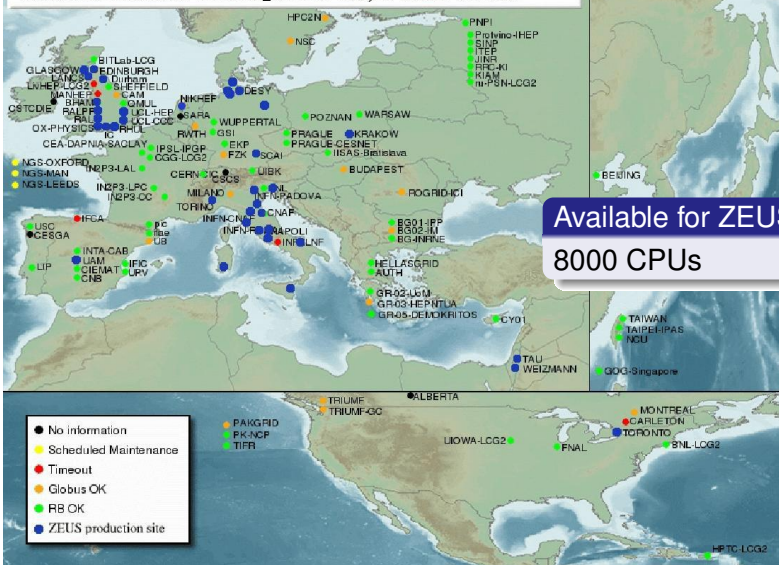 HPC2N
NSC
PNPI
Protvino-IHEP
SINP
ITEP
JINR
RRC-KI
KIAM
ru-PSN-LCG2
BITLab-LCG
GLASGOW
EDINBURGH
LANCS
Durham
LivHEP-LCG2
SHEFFIELD
MANHEP
CAM
CSTCDIE
BHAM
QMUL
RALPP
UCL-HEP
RAL
UCL-CCC
OX-PHYSICS
IC
RHUL
NIKHEF
DESY
SARA
RWTH
WUPPERTAL
GSI
POZNAN
WARSAW
CEA-DAPNIA-SACLAY
IPSL-IPGP
CGG-LCG2
EKP
FZK
SCAI
PRAGUE
KRAKOW
PRAGUE-CESNET
IISAS-Bratislava
NGS-OXFORD
NGS-MAN
NGS-LEEDS
IN2P3-LAL
CERN-CIC
CSCS
UIBK
BUDAPEST
IN2P3-LPC
IN2P3-CC
MILANO
TORINO
INFN-PADOVA
ROGRID-ICI
INFN-CNAF
CNAP
BEIJING
Available for ZEUS
8000 CPUs
IFCA
USC
CESGA
pic
ifae
UB
NAPOLI
LNF
BG01-IPP
BG02-IM
BG-INRNE
INTA-CAB
UAM
LIP
CIEMAT
CNB
IFIC
UPV
HELLASGRID
AUTH
GR-02-UoM
GR-03-HEPNTUA
GR-05-DEMOKRITOS
CY01
TAU
WEIZMANN
TAIWAN
TAIPEI-IPAS
NCU
GOG-Singapore
No information
Scheduled Maintenance
Timeout
Globus OK
RB OK
ZEUS production site
PAKGRID
PK-NCP
TIFR
TRIUMF
TRIUMF-GC
ALBERTA
UIOWA-LCG2
FNAL
MONTREAL
CARLETON
TORONTO
BNL-LCG2
HPTC-LCG2